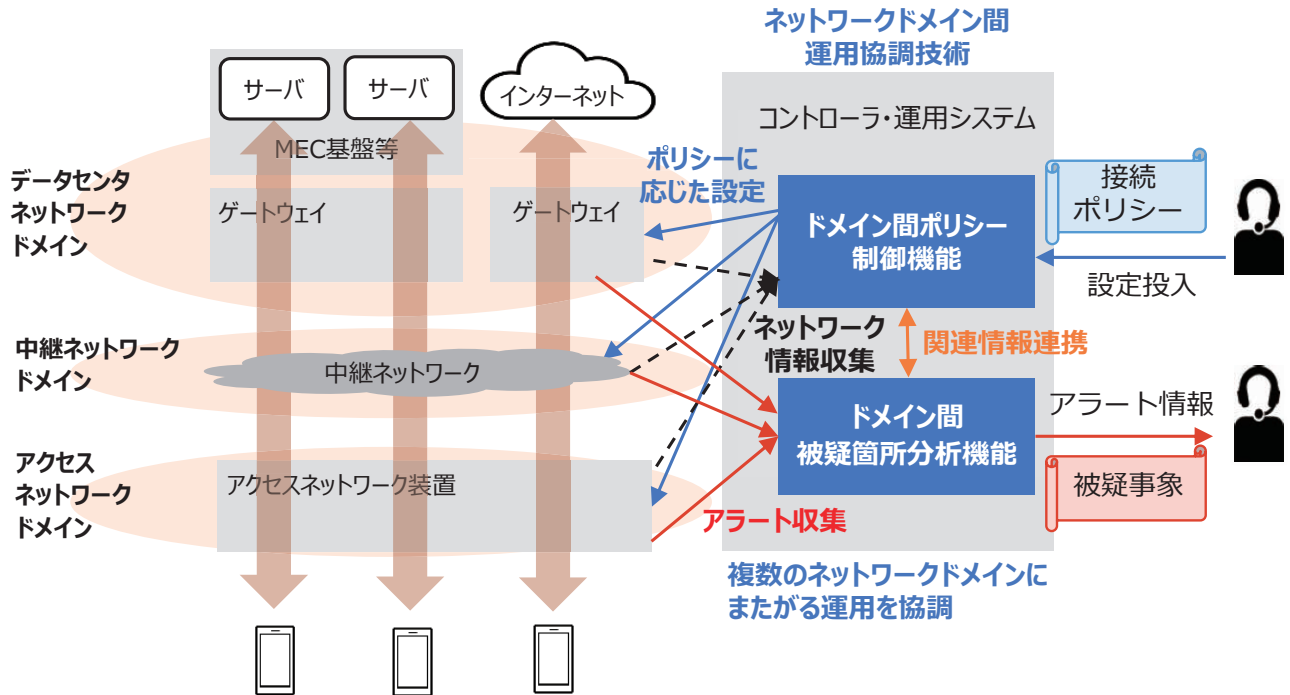 ネットワークドメイン間
運用協調技術
サーバ
サーバ
インターネット
MEC基盤等
コントローラ・運用システム
データセンタ
ネットワーク
ドメイン
ゲートウェイ
ゲートウェイ
ポリシーに
応じた設定
ドメイン間ポリシー
制御機能
接続
ポリシー
設定投入
ネットワーク
情報収集
関連情報連携
中継ネットワーク
ドメイン
中継ネットワーク
ドメイン間
被疑箇所分析機能
アラート情報
被疑事象
アクセス
ネットワーク
ドメイン
アクセスネットワーク装置
アラート収集
複数のネットワークドメインに
またがる運用を協調